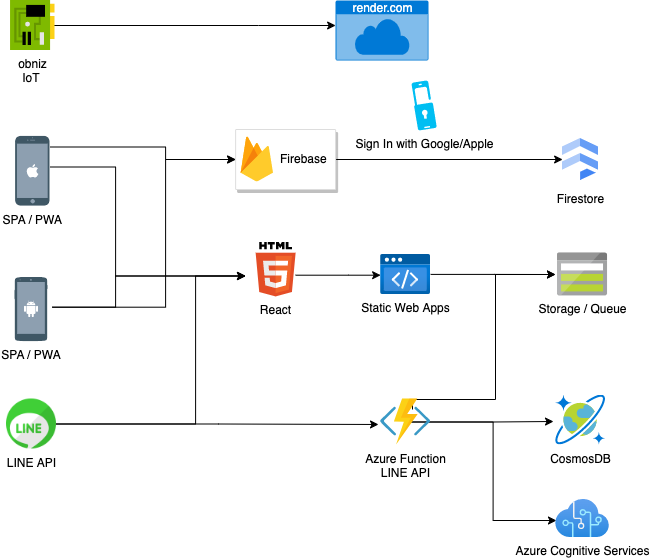 render.com
obniz
IoT
Sign In with Google/Apple
Firebase
SPA / PWA
Firestore
HTML
5
React
Static Web Apps
</>
Storage / Queue
SPA / PWA
LINE
LINE API
Azure Function
LINE API
CosmosDB
Azure Cognitive Services